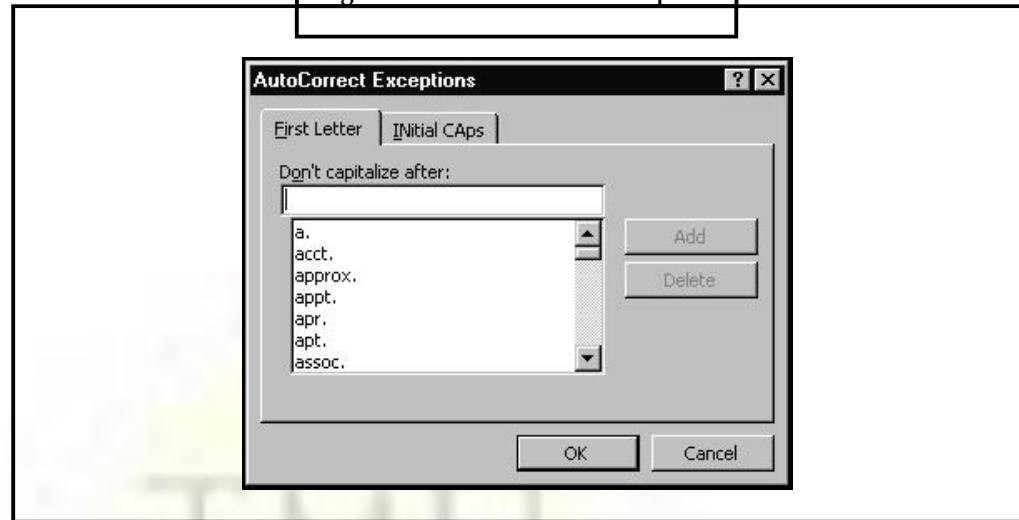 AutoCorrect Exceptions
First Letter INitial CAps
Don't capitalize after:
a.
acct.
approx.
appt.
apr.
apt.
assoc.
Add
Delete
OK Cancel